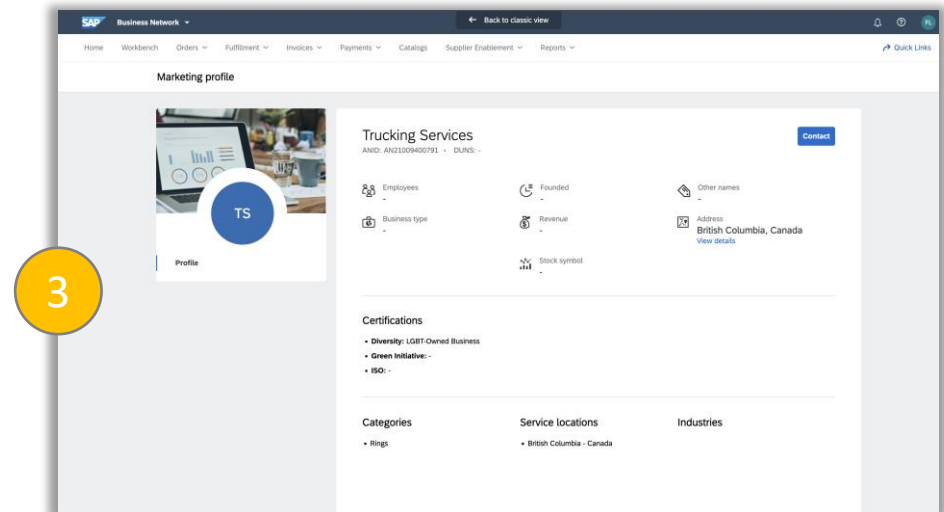 SAP Business Network
← Back to classic view
FL
Home Workbench Orders Fulfillment Invoices Payments Catalogs Supplier Enablement Reports Quick Links
Marketing profile
TS
Profile
3
Trucking Services
Contact
ANID: AN21009400791 • DUNS: -
Employees
-
Founded
-
Other names
-
Business type
-
Revenue
-
Address
British Columbia, Canada
View details
Stock symbol
-
Certifications
• Diversity: LGBT-Owned Business
• Green Initiative: -
• ISO: -
Categories Service locations Industries
• Rings • British Columbia - Canada